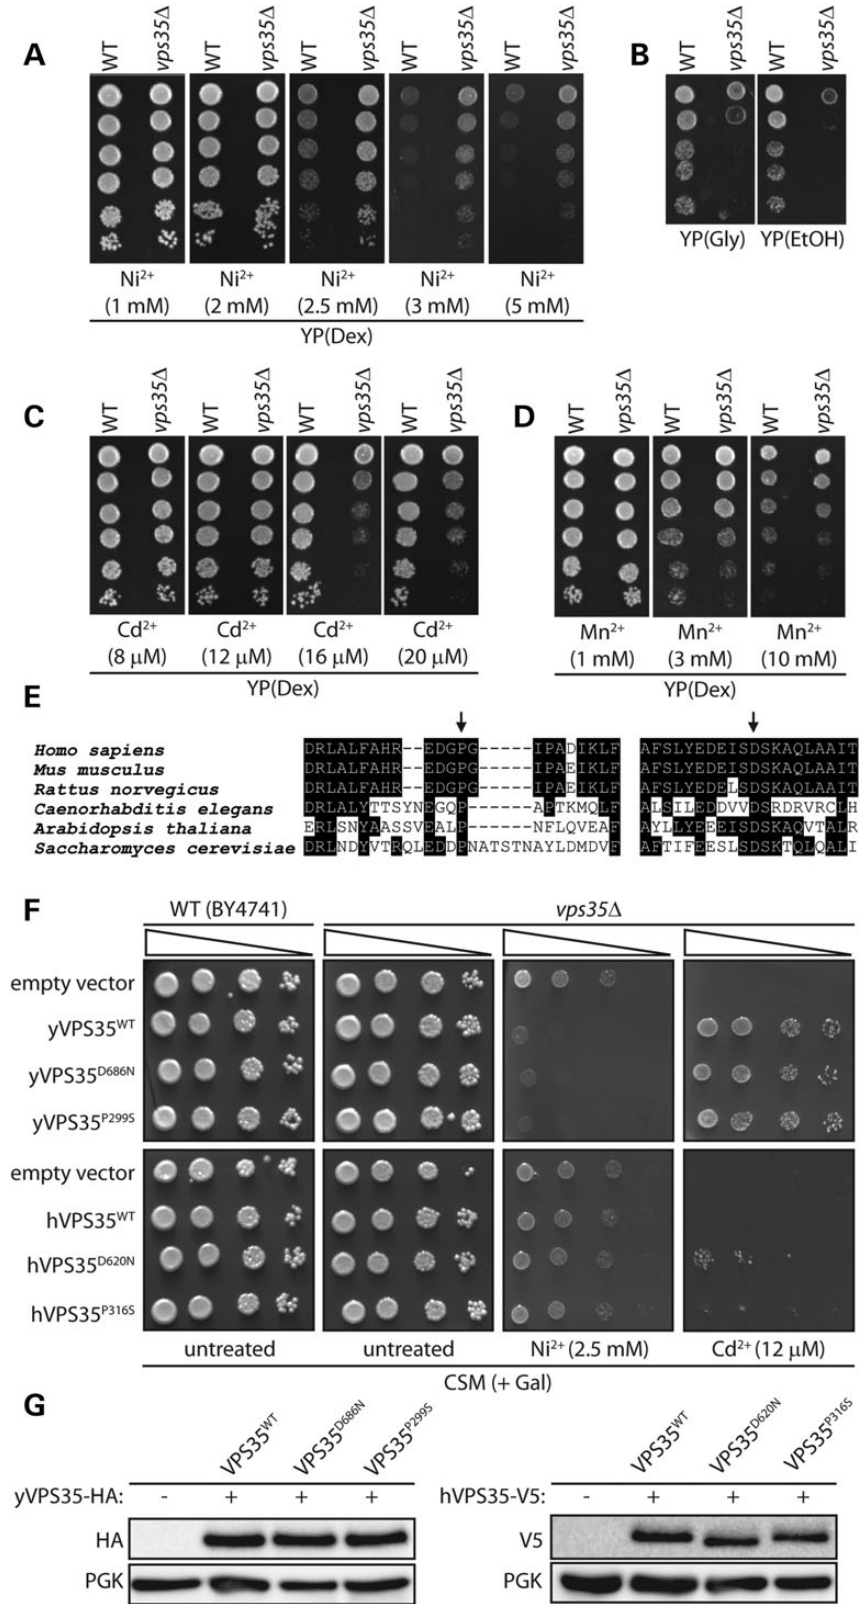 A
WT vps35Δ WT vps35Δ WT vps35Δ WT vps35Δ WT vps35Δ
Ni²⁺ Ni²⁺ Ni²⁺ Ni²⁺ Ni²⁺
(1 mM) (2 mM) (2.5 mM) (3 mM) (5 mM)
YP(Dex)
B
WT vps35Δ WT vps35Δ
YP(Gly) YP(EtOH)
C
WT vps35Δ WT vps35Δ WT vps35Δ WT vps35Δ
Cd²⁺ Cd²⁺ Cd²⁺ Cd²⁺
(8 µM) (12 µM) (16 µM) (20 µM)
YP(Dex)
D
WT vps35Δ WT vps35Δ WT vps35Δ
Mn²⁺ Mn²⁺ Mn²⁺
(1 mM) (3 mM) (10 mM)
YP(Dex)
E
Homo sapiens DRLALFAHR--EDGPG-----IPADIKLF AFSLYEDEISDSKAQLAAIT
Mus musculus DRLALFAHR--EDGPG-----IPAEIKLF AFSLYEDEISDSKAQLAAIT
Rattus norvegicus DRLALFAHR--EDGPG-----IPAEIKLF AFSLYEDELSDSKAQLAAIT
Caenorhabditis elegans DRLALYTTSYNEGQP------APTKMQLF ALSILEDDVVDSRDRVRCLH
Arabidopsis thaliana ERLSNYAASSVEALP------NFLQVEAF AYLLYEEEISDSKAQVTALR
Saccharomyces cerevisiae DRLNDYVTRQLEDDPNATSTNAYLDMDVF AFTIFEESLSDSKTQLQALI
F
WT (BY4741) vps35Δ
empty vector
yVPS35ᵂᵀ
yVPS35ᴰ⁶⁸⁶ᴺ
yVPS35ᴾ²⁹⁹ˢ
empty vector
hVPS35ᵂᵀ
hVPS35ᴰ⁶²⁰ᴺ
hVPS35ᴾ³¹⁶ˢ
untreated untreated Ni²⁺ (2.5 mM) Cd²⁺ (12 µM)
CSM (+ Gal)
G
VPS35ᵂᵀ VPS35ᴰ⁶⁸⁶ᴺ VPS35ᴾ²⁹⁹ˢ
yVPS35-HA: - + + +
HA
PGK
VPS35ᵂᵀ VPS35ᴰ⁶²⁰ᴺ VPS35ᴾ³¹⁶ˢ
hVPS35-V5: - + + +
V5
PGK